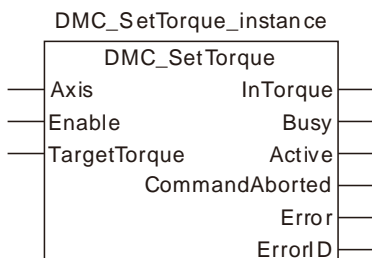 DMC_SetTorque_instance
DMC_SetTorque
Axis InTorque
Enable Busy
TargetTorque Active
CommandAborted
Error
ErrorID